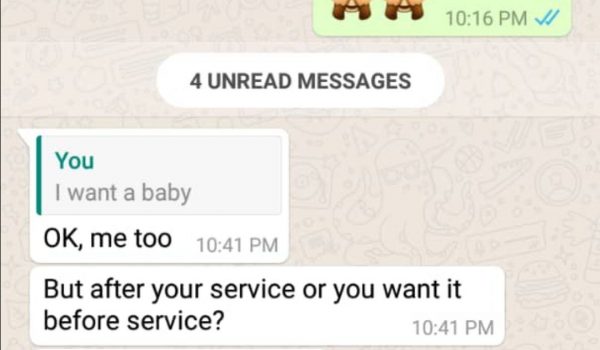 10:16 PM
4 UNREAD MESSAGES
You
I want a baby
OK, me too 10:41 PM
But after your service or you want it
before service?
10:41 PM